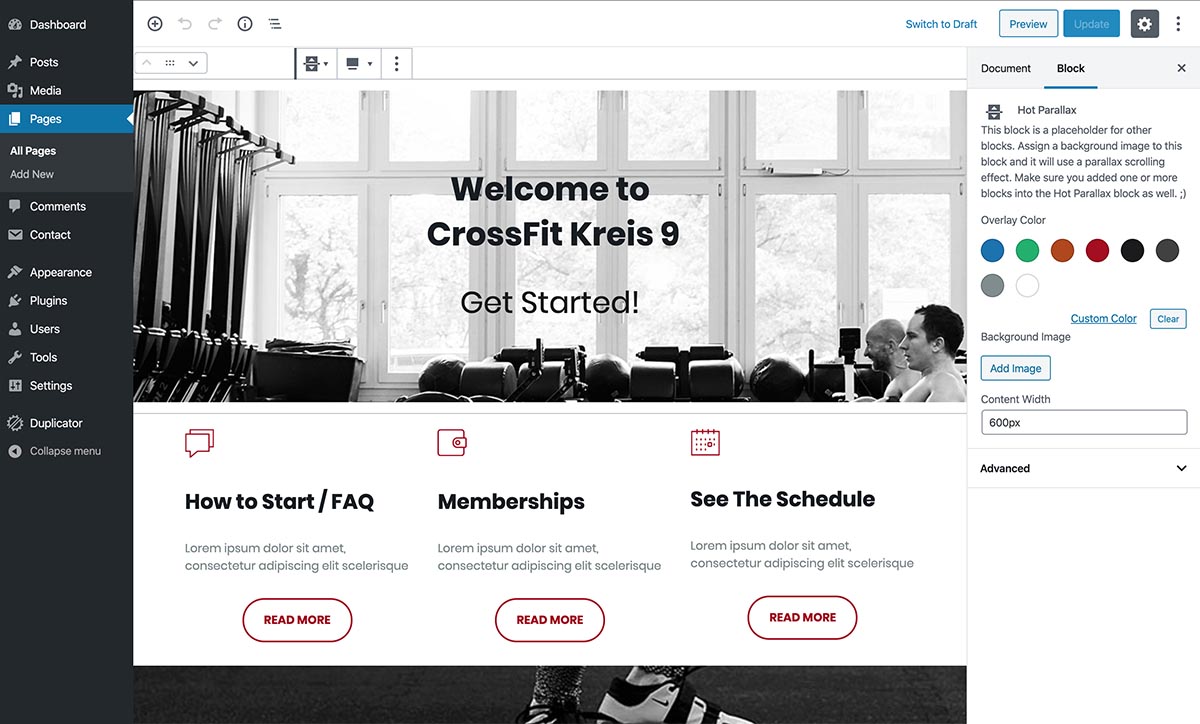 Dashboard
Posts
Media
Pages
All Pages
Add New
Comments
Contact
Appearance
Plugins
Users
Tools
Settings
Duplicator
Collapse menu
Switch to Draft
Preview
Update
Welcome to
CrossFit Kreis 9
Get Started!
How to Start / FAQ
Lorem ipsum dolor sit amet,
consectetur adipiscing elit scelerisque
READ MORE
Memberships
Lorem ipsum dolor sit amet,
consectetur adipiscing elit scelerisque
READ MORE
See The Schedule
Lorem ipsum dolor sit amet,
consectetur adipiscing elit scelerisque
READ MORE
Document
Block
Hot Parallax
This block is a placeholder for other
blocks. Assign a background image to this
block and it will use a parallax scrolling
effect. Make sure you added one or more
blocks into the Hot Parallax block as well. ;)
Overlay Color
Custom Color
Clear
Background Image
Add Image
Content Width
600px
Advanced